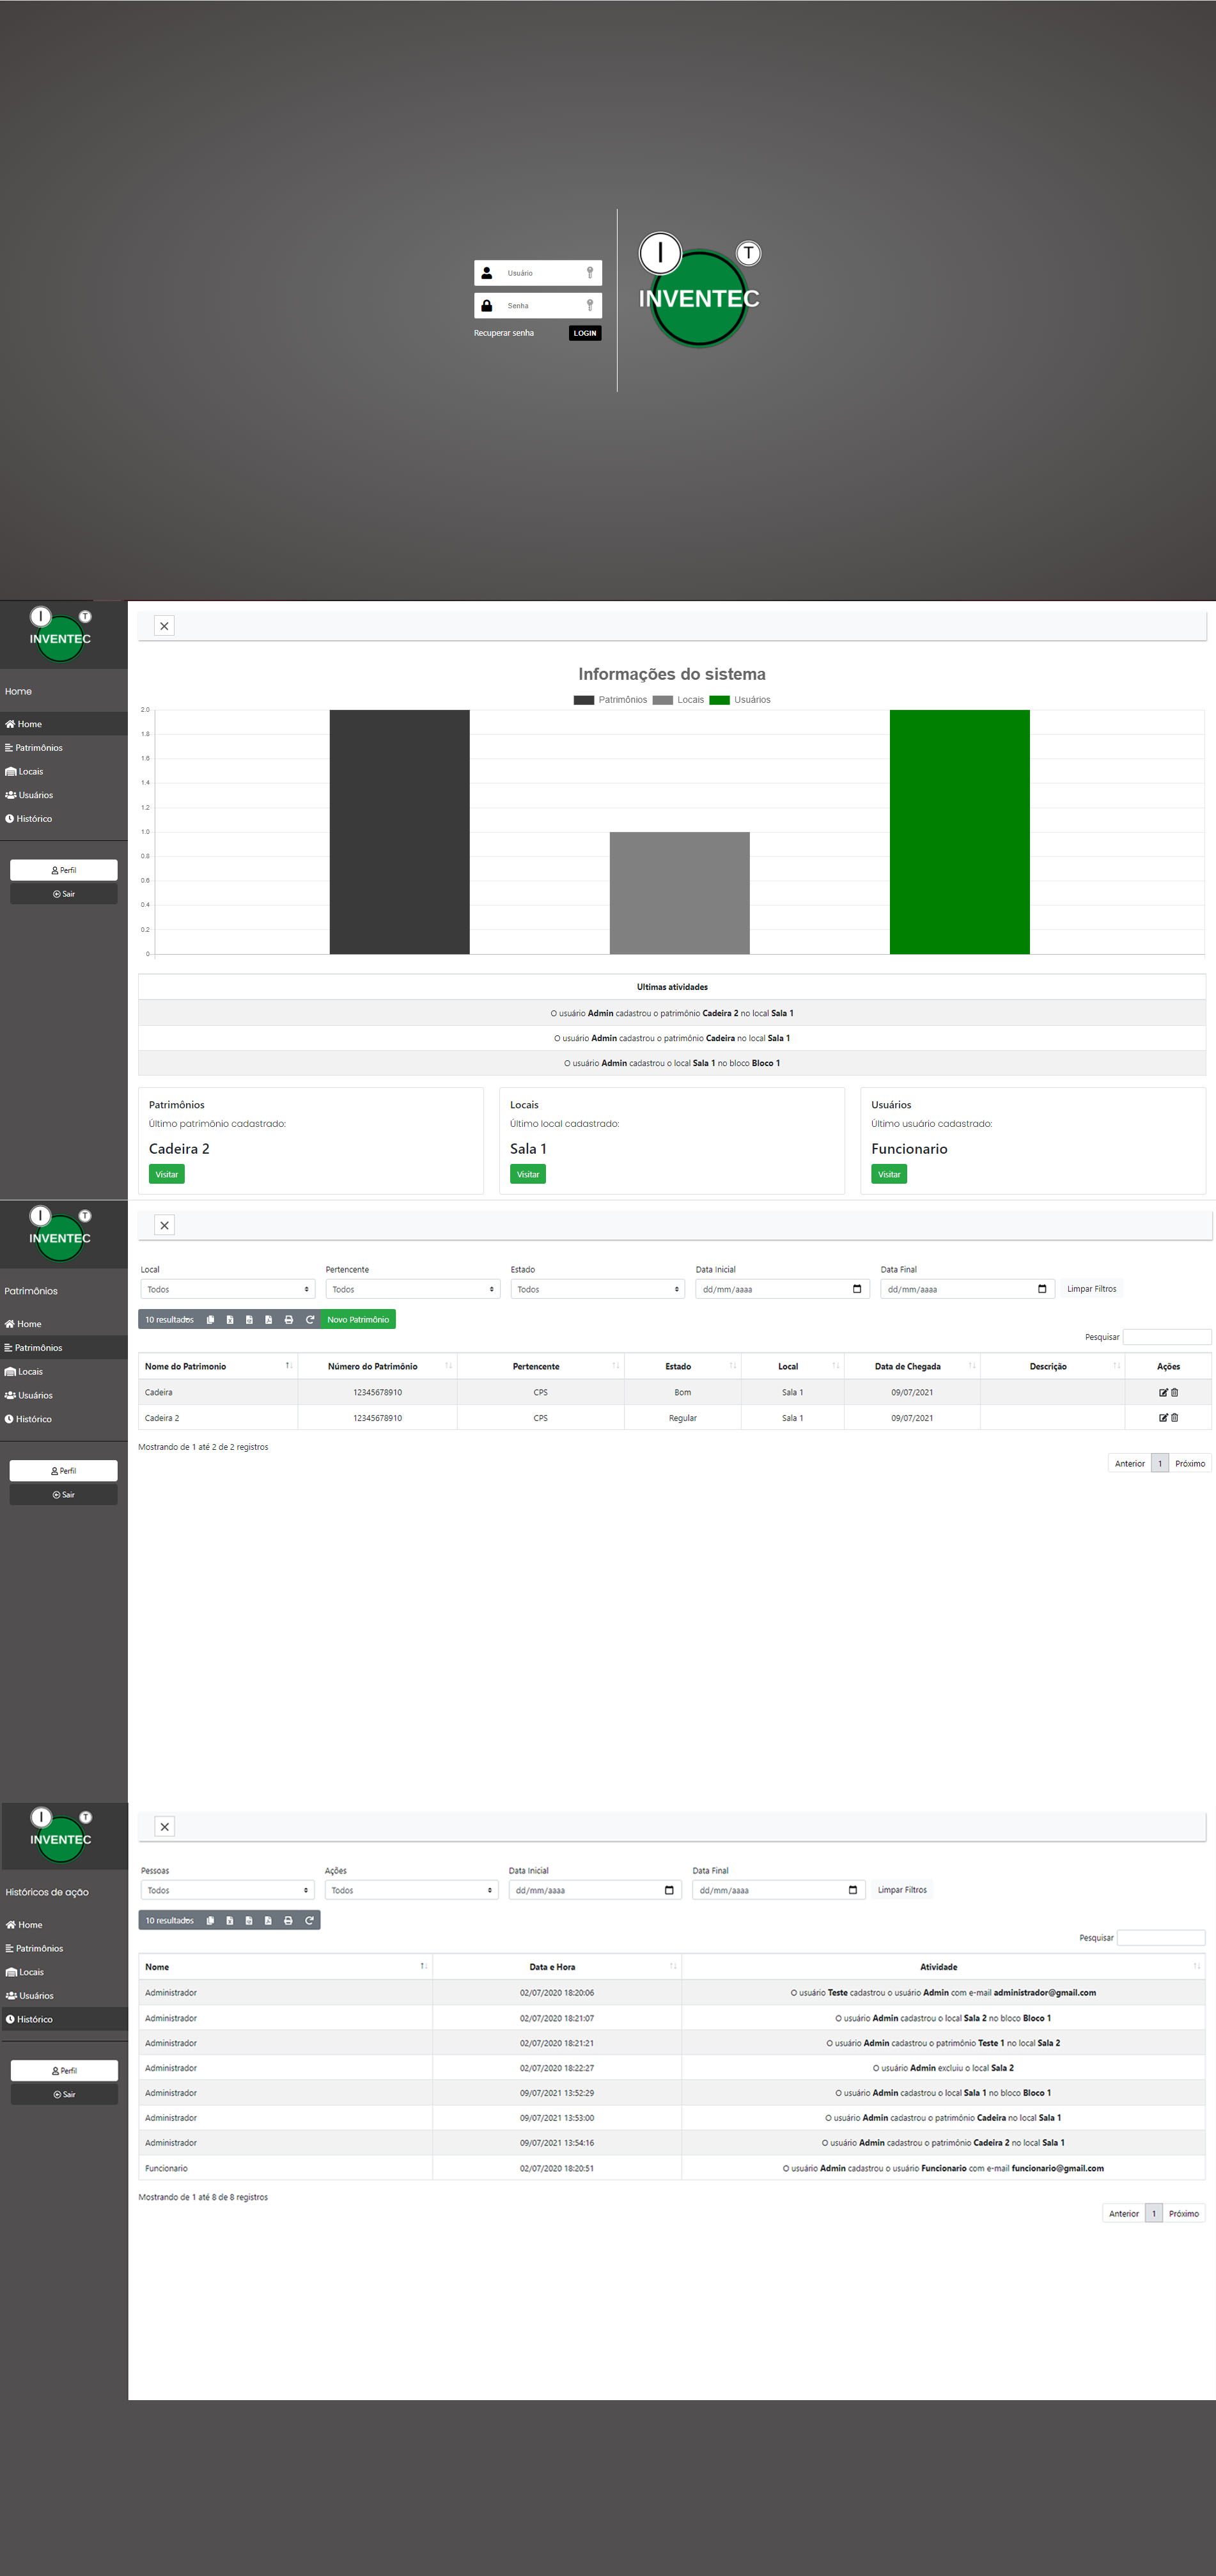 I T
INVENTEC
Usuário
Senha
Recuperar senha LOGIN
I T
INVENTEC
Home
Home
Patrimônios
Locais
Usuários
Histórico
Perfil
Sair
Informações do sistema
Patrimônios Locais Usuários
2.0
1.8
1.6
1.4
1.2
1.0
0.8
0.6
0.4
0.2
0
Ultimas atividades
O usuário Admin cadastrou o patrimônio Cadeira 2 no local Sala 1
O usuário Admin cadastrou o patrimônio Cadeira no local Sala 1
O usuário Admin cadastrou o local Sala 1 no bloco Bloco 1
Patrimônios
Último patrimônio cadastrado:
Cadeira 2
Visitar
Locais
Último local cadastrado:
Sala 1
Visitar
Usuários
Último usuário cadastrado:
Funcionario
Visitar
I T
INVENTEC
Patrimônios
Home
Patrimônios
Locais
Usuários
Histórico
Perfil
Sair
Local Pertencente Estado Data Inicial Data Final
Todos Todos Todos dd/mm/aaaa dd/mm/aaaa Limpar Filtros
10 resultados Novo Patrimônio
Pesquisar
Nome do Patrimonio Número do Patrimônio Pertencente Estado Local Data de Chegada Descrição Ações
Cadeira 12345678910 CPS Bom Sala 1 09/07/2021
Cadeira 2 12345678910 CPS Regular Sala 1 09/07/2021
Mostrando de 1 até 2 de 2 registros
Anterior 1 Próximo
I T
INVENTEC
Históricos de ação
Home
Patrimônios
Locais
Usuários
Histórico
Perfil
Sair
Pessoas Ações Data Inicial Data Final
Todos Todos dd/mm/aaaa dd/mm/aaaa Limpar Filtros
10 resultados
Pesquisar
Nome Data e Hora Atividade
Administrador 02/07/2020 18:20:06 O usuário Teste cadastrou o usuário Admin com e-mail administrador@gmail.com
Administrador 02/07/2020 18:21:07 O usuário Admin cadastrou o local Sala 2 no bloco Bloco 1
Administrador 02/07/2020 18:21:21 O usuário Admin cadastrou o patrimônio Teste 1 no local Sala 2
Administrador 02/07/2020 18:22:27 O usuário Admin excluiu o local Sala 2
Administrador 09/07/2021 13:52:29 O usuário Admin cadastrou o local Sala 1 no bloco Bloco 1
Administrador 09/07/2021 13:53:00 O usuário Admin cadastrou o patrimônio Cadeira no local Sala 1
Administrador 09/07/2021 13:54:16 O usuário Admin cadastrou o patrimônio Cadeira 2 no local Sala 1
Funcionario 02/07/2020 18:20:51 O usuário Admin cadastrou o usuário Funcionario com e-mail funcionario@gmail.com
Mostrando de 1 até 8 de 8 registros
Anterior 1 Próximo